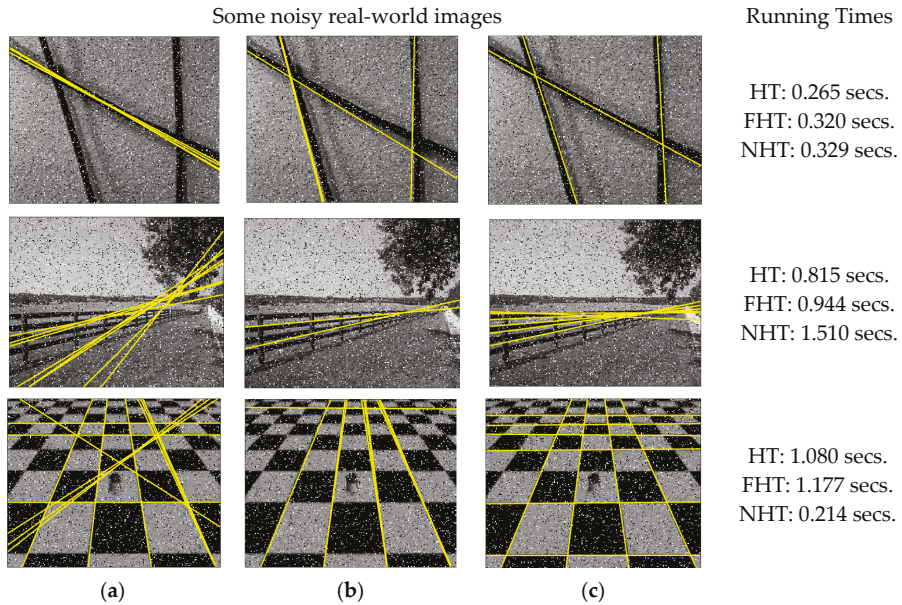 Some noisy real-world images
Running Times
HT: 0.265 secs.
FHT: 0.320 secs.
NHT: 0.329 secs.
HT: 0.815 secs.
FHT: 0.944 secs.
NHT: 1.510 secs.
HT: 1.080 secs.
FHT: 1.177 secs.
NHT: 0.214 secs.
(a)
(b)
(c)